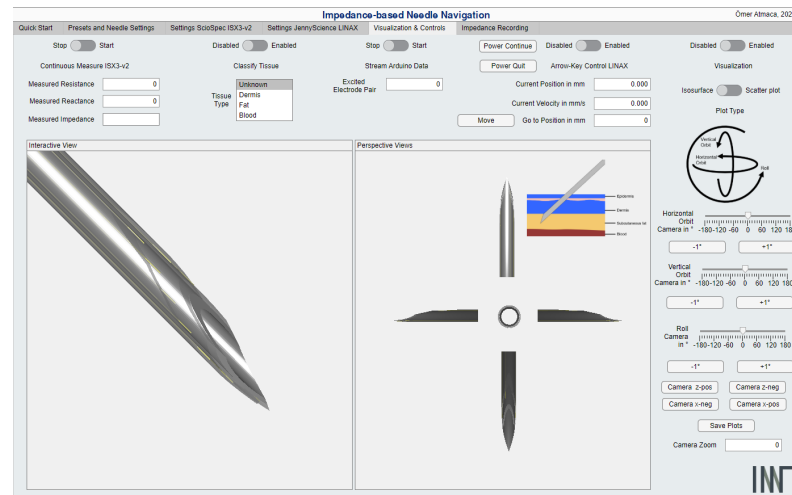 Impedance-based Needle Navigation
Ömer Atmaca, 202
Quick Start Presets and Needle Settings Settings ScioSpec ISX3-v2 Settings JennyScience LINAX Visualization & Controls Impedance Recording
Stop Start Disabled Enabled Stop Start Power Continue Disabled Enabled Disabled Enabled
Continuous Measure ISX3-v2 Classify Tissue Stream Arduino Data Power Quit Arrow-Key Control LINAX Visualization
Measured Resistance 0
Measured Reactance 0
Measured Impedance
Tissue
Type
Unknown
Dermis
Fat
Blood
Excited
Electrode Pair
0
Current Position in mm 0.000
Current Velocity in mm/s 0.000
Move Go to Position in mm 0
Isosurface Scatter plot
Plot Type
Interactive View
Perspective Views
Epidermis
Dermis
Subcutaneous fat
Blood
Vertical
Orbit
Horizontal
Orbit
Roll
Horizontal
Orbit
Camera in °
-180 -120 -60 0 60 120 18
-1° +1°
Vertical
Orbit
Camera in °
-180 -120 -60 0 60 120 180
-1° +1°
Roll
Camera
in °
-180 -120 -60 0 60 120 180
-1° +1°
Camera z-pos Camera z-neg
Camera x-neg Camera x-pos
Save Plots
Camera Zoom 0